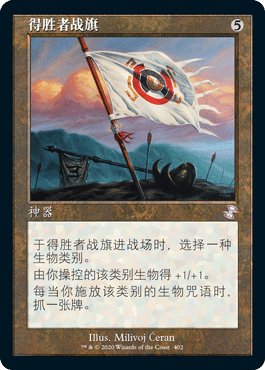 得胜者战旗 5
神器
于得胜者战旗进战场时，选择一种
生物类别。
由你操控的该类别生物得 +1/+1。
每当你施放该类别的生物咒语时，
抓一张牌。
Illus. Milivoj Ćeran
™ & © 2020 Wizards of the Coast 402